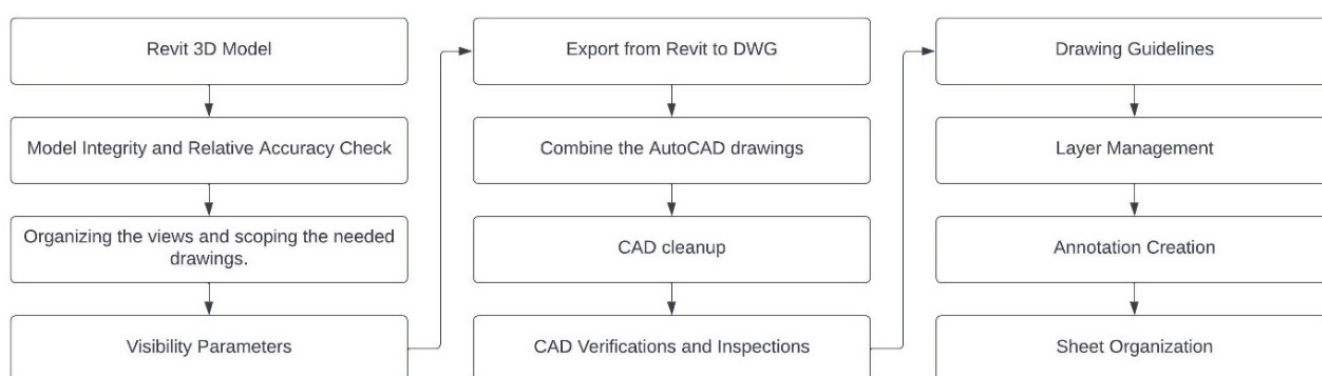 Revit 3D Model
Model Integrity and Relative Accuracy Check
Organizing the views and scoping the needed
drawings.
Visibility Parameters
Export from Revit to DWG
Combine the AutoCAD drawings
CAD cleanup
CAD Verifications and Inspections
Drawing Guidelines
Layer Management
Annotation Creation
Sheet Organization